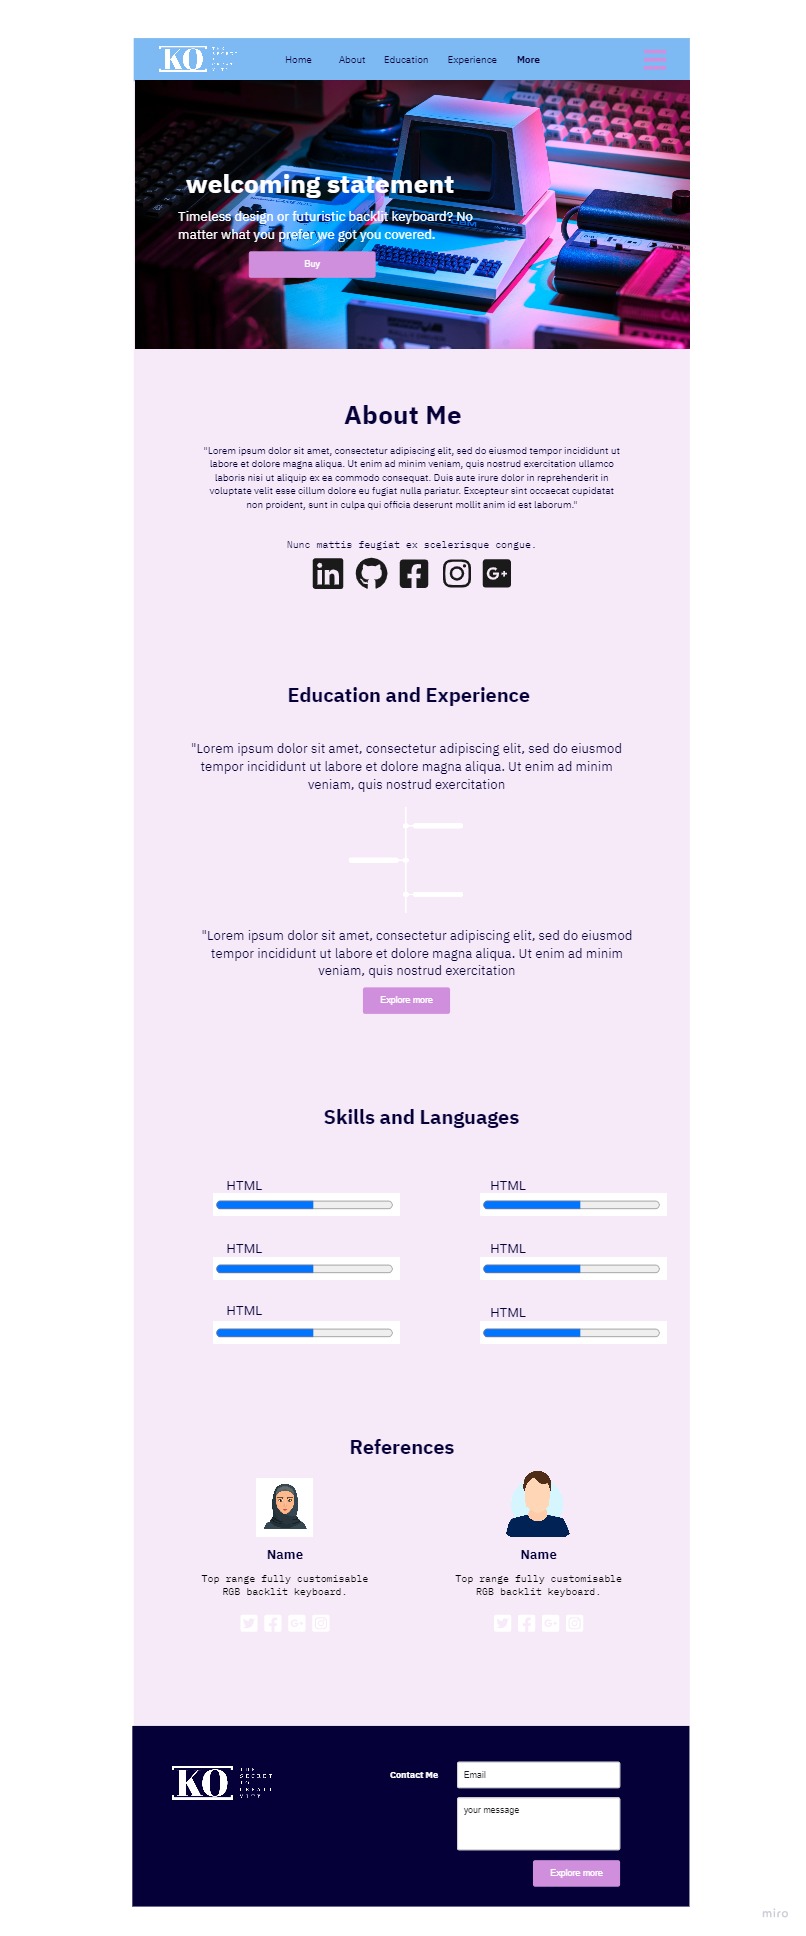 KO
Home About Education Experience More
welcoming statement
Timeless design or futuristic backlit keyboard? No
matter what you prefer we got you covered.
Buy
About Me
"Lorem ipsum dolor sit amet, consectetur adipiscing elit, sed do eiusmod tempor incididunt ut
labore et dolore magna aliqua. Ut enim ad minim veniam, quis nostrud exercitation ullamco
laboris nisi ut aliquip ex ea commodo consequat. Duis aute irure dolor in reprehenderit in
voluptate velit esse cillum dolore eu fugiat nulla pariatur. Excepteur sint occaecat cupidatat
non proident, sunt in culpa qui officia deserunt mollit anim id est laborum."
Nunc mattis feugiat ex scelerisque congue.
in
G+
Education and Experience
"Lorem ipsum dolor sit amet, consectetur adipiscing elit, sed do eiusmod
tempor incididunt ut labore et dolore magna aliqua. Ut enim ad minim
veniam, quis nostrud exercitation
"Lorem ipsum dolor sit amet, consectetur adipiscing elit, sed do eiusmod
tempor incididunt ut labore et dolore magna aliqua. Ut enim ad minim
veniam, quis nostrud exercitation
Explore more
Skills and Languages
HTML HTML
HTML HTML
HTML HTML
References
Name
Top range fully customisable
RGB backlit keyboard.
Name
Top range fully customisable
RGB backlit keyboard.
KO
Contact Me
Email
your message
Explore more
miro